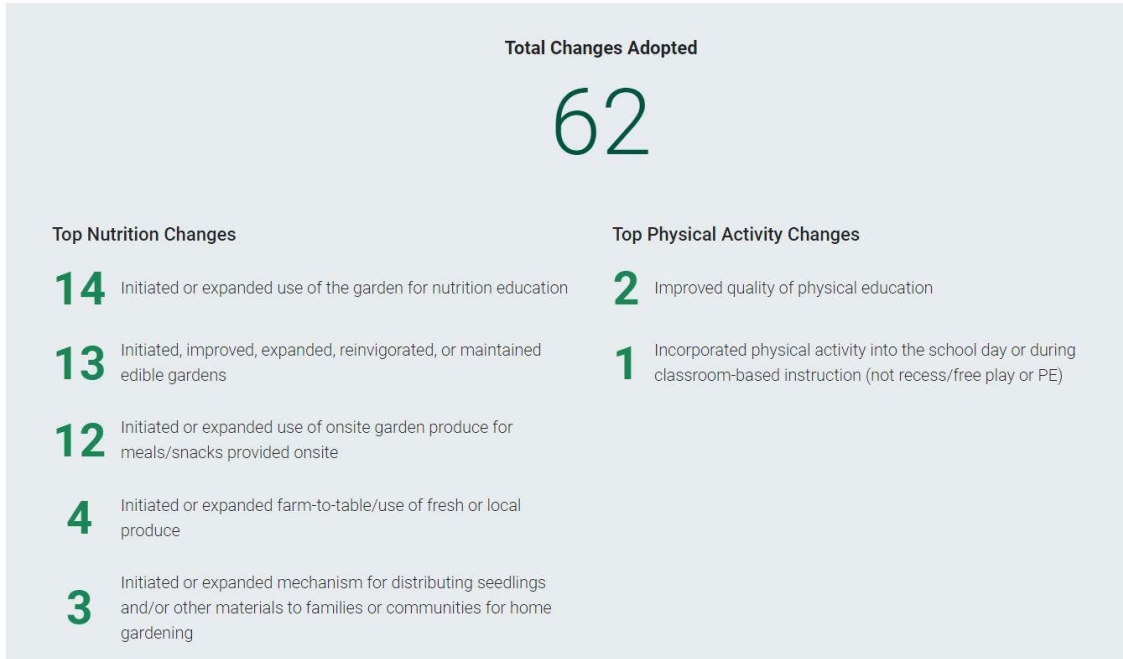 Total Changes Adopted
62
Top Nutrition Changes
14 Initiated or expanded use of the garden for nutrition education
13 Initiated, improved, expanded, reinvigorated, or maintained
edible gardens
12 Initiated or expanded use of onsite garden produce for
meals/snacks provided onsite
4 Initiated or expanded farm-to-table/use of fresh or local
produce
3 Initiated or expanded mechanism for distributing seedlings
and/or other materials to families or communities for home
gardening
Top Physical Activity Changes
2 Improved quality of physical education
1 Incorporated physical activity into the school day or during
classroom-based instruction (not recess/free play or PE)